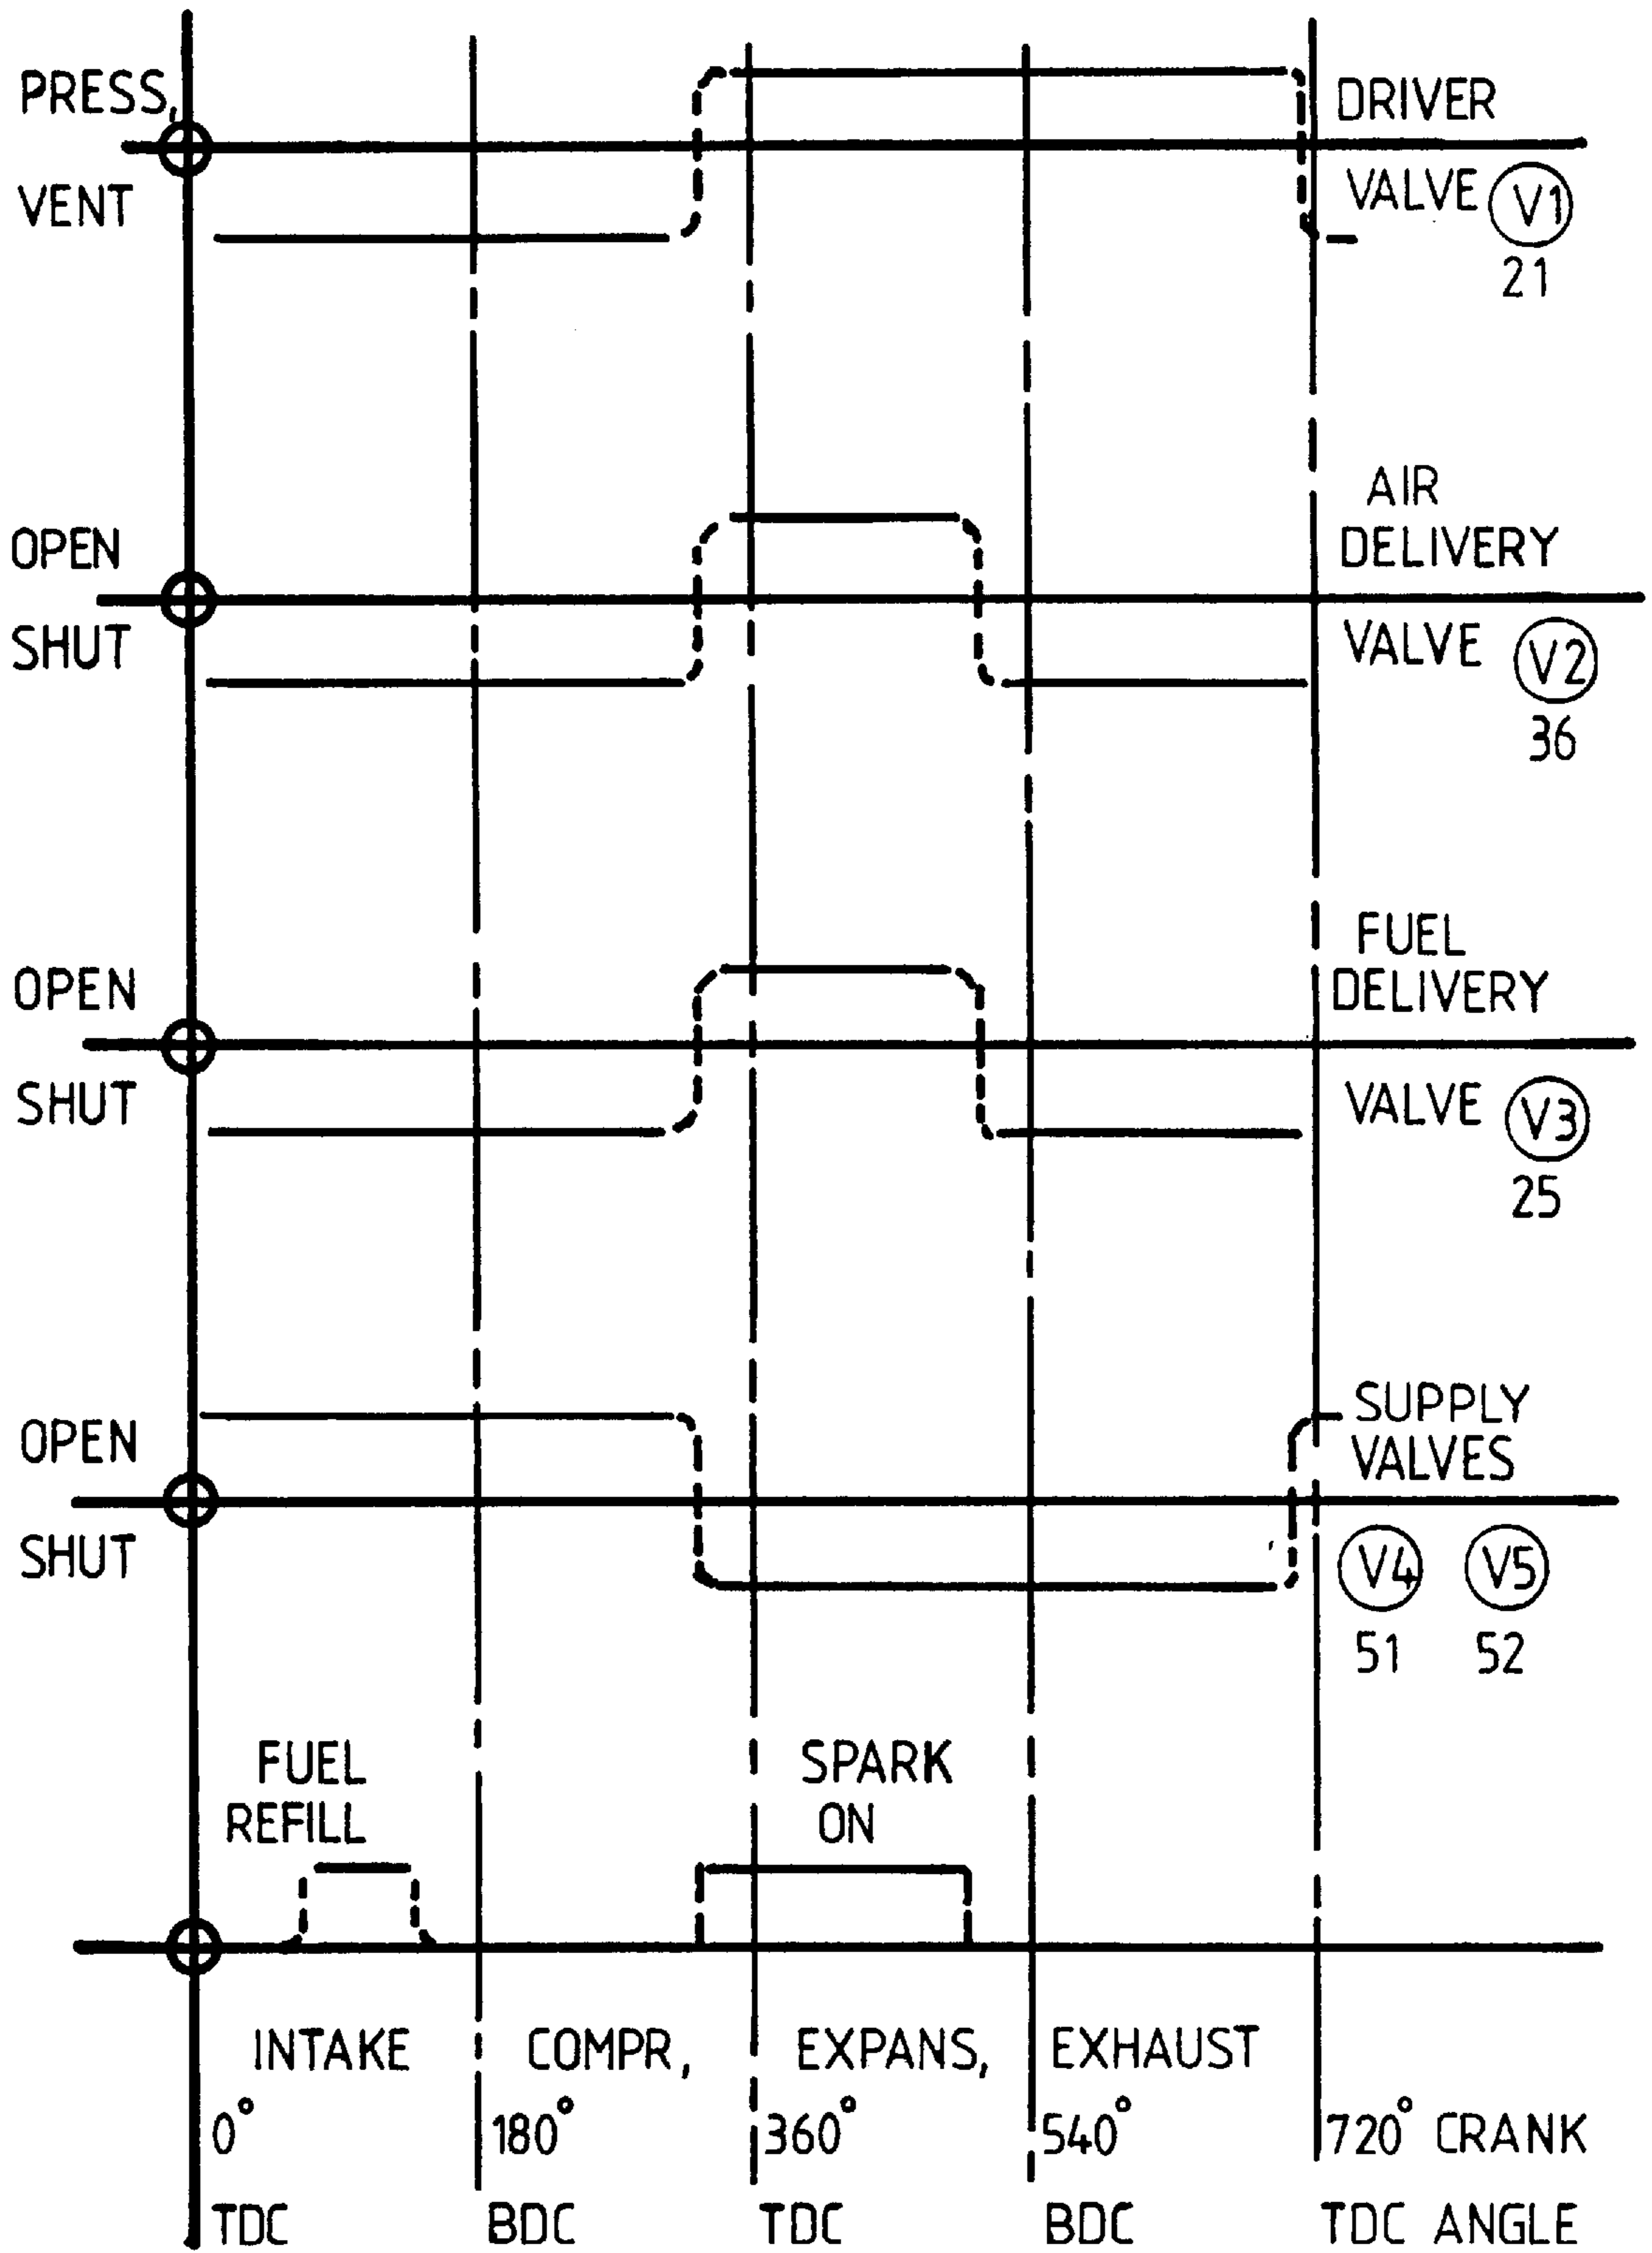 PRESS,
VENT
DRIVER
VALVE V1
21
OPEN
SHUT
AIR
DELIVERY
VALVE V2
36
OPEN
SHUT
FUEL
DELIVERY
VALVE V3
25
OPEN
SHUT
SUPPLY
VALVES
V4 V5
51 52
FUEL
REFILL
SPARK
ON
INTAKE COMPR, EXPANS, EXHAUST
0° 180° 360° 540° 720° CRANK
TDC BDC TDC BDC TDC ANGLE